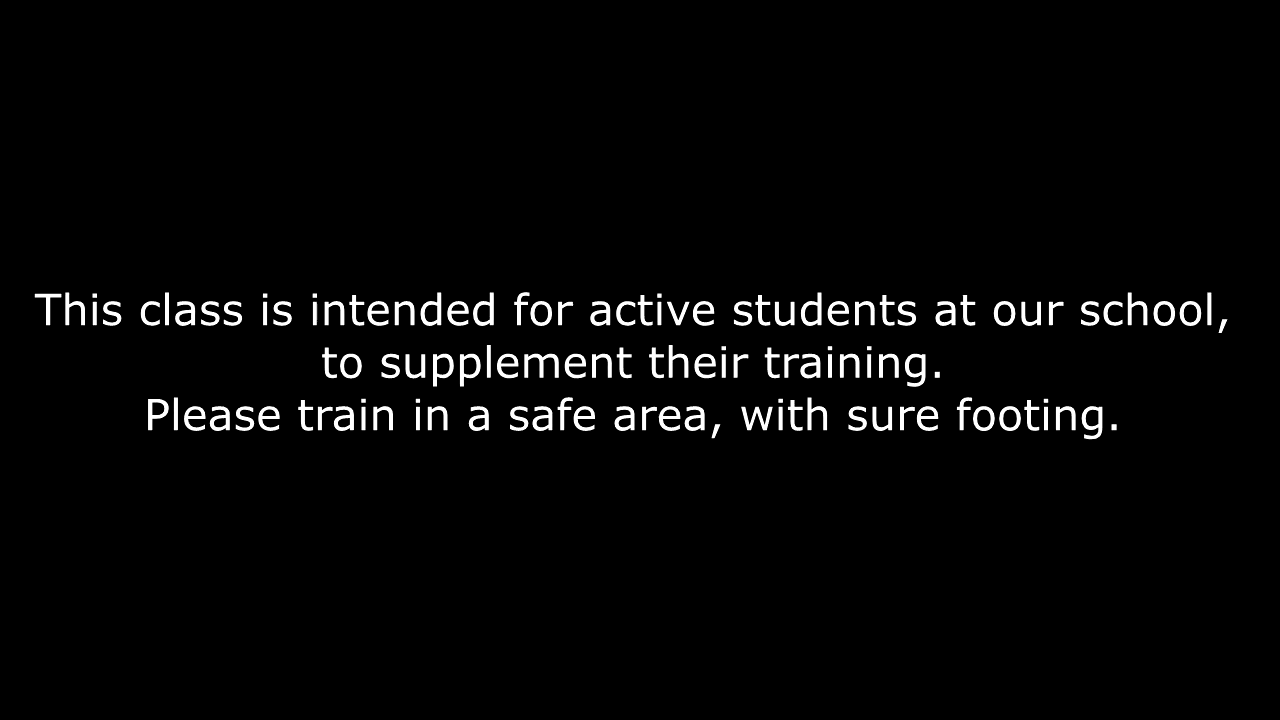 This class is intended for active students at our school,
to supplement their training.
Please train in a safe area, with sure footing.